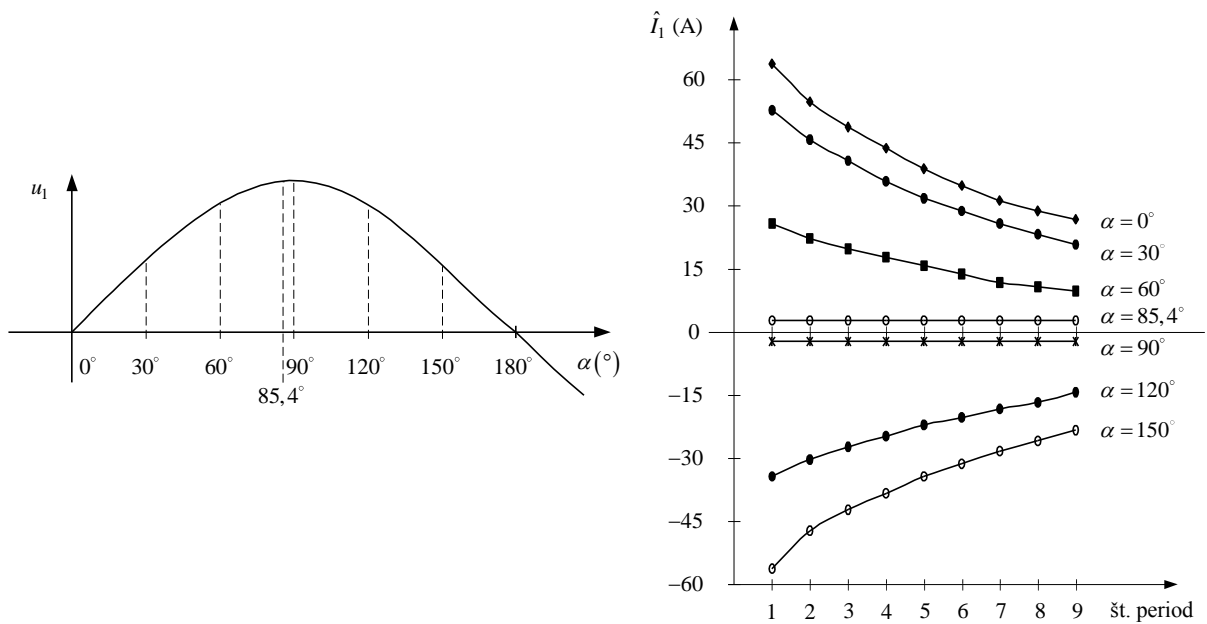 u₁
0° 30° 60° 90° 120° 150° 180° α(°)
85,4°
Î₁ (A)
60
45
30
15
0
−15
−30
−45
−60
α = 0°
α = 30°
α = 60°
α = 85,4°
α = 90°
α = 120°
α = 150°
1 2 3 4 5 6 7 8 9 št. period